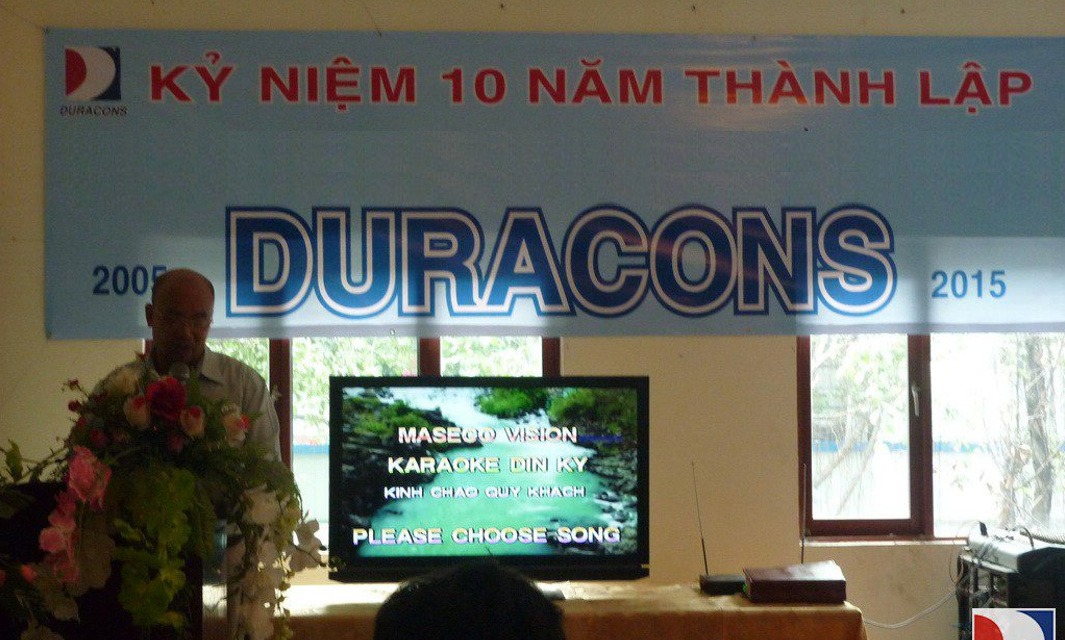 KỶ NIỆM 10 NĂM THÀNH LẬP
DURACONS
DURACONS
2005
2015
MASECO VISION
KARAOKE DIN KY
KINH CHAO QUY KHACH
PLEASE CHOOSE SONG